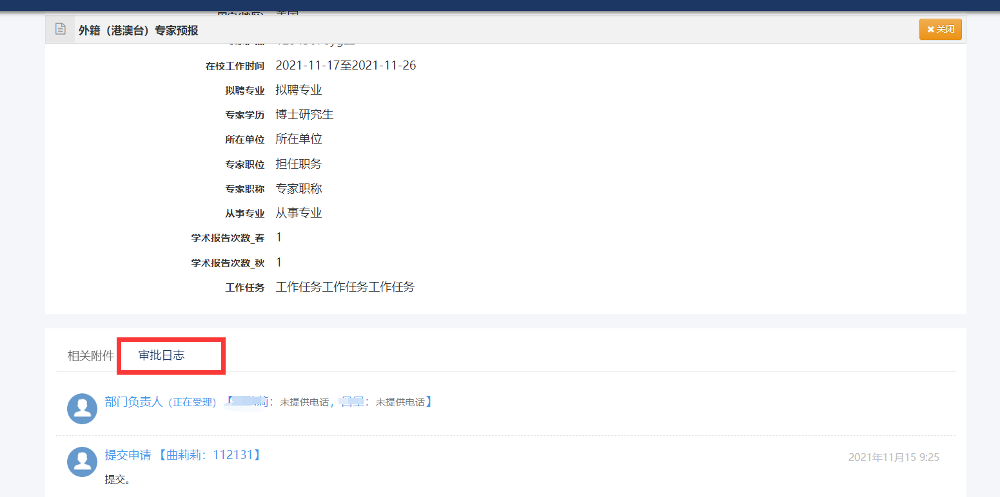 外籍（港澳台）专家预报
关闭
在校工作时间 2021-11-17至2021-11-26
拟聘专业 拟聘专业
专家学历 博士研究生
所在单位 所在单位
专家职位 担任职务
专家职称 专家职称
从事专业 从事专业
学术报告次数_春 1
学术报告次数_秋 1
工作任务 工作任务工作任务工作任务
相关附件 审批日志
部门负责人（正在受理）【 ：未提供电话， ：未提供电话】
提交申请 【曲莉莉：112131】
2021年11月15 9:25
提交。